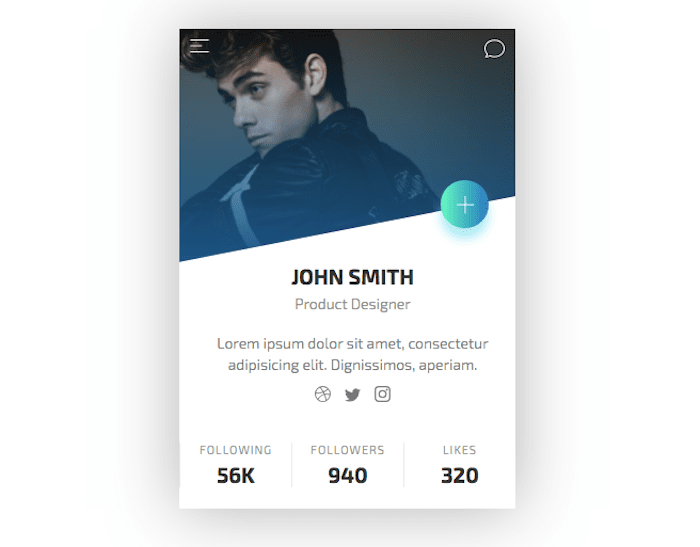 JOHN SMITH
Product Designer
Lorem ipsum dolor sit amet, consectetur
adipisicing elit. Dignissimos, aperiam.
FOLLOWING FOLLOWERS LIKES
56K 940 320